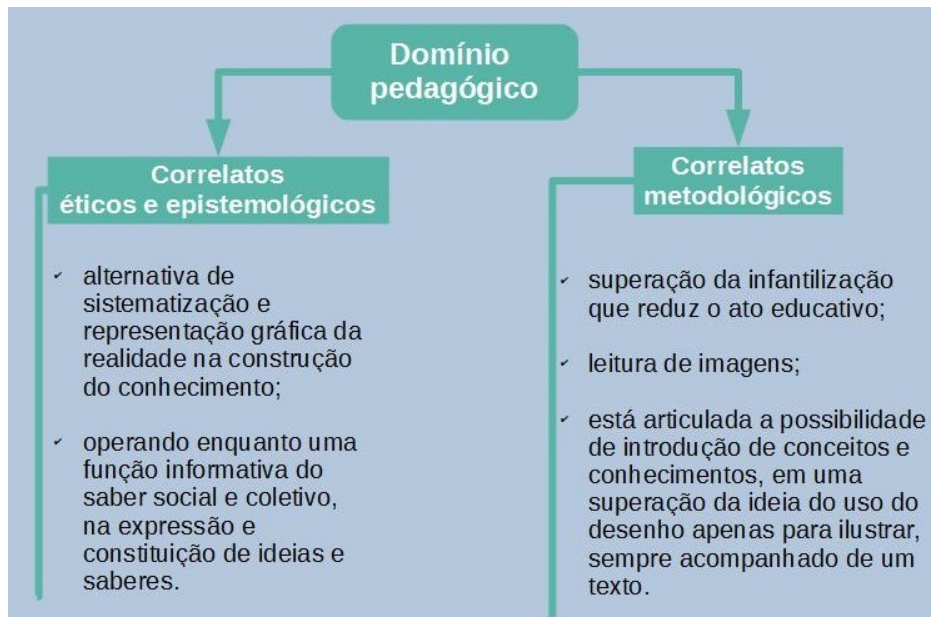 Domínio
pedagógico
Correlatos
éticos e epistemológicos
alternativa de
sistematização e
representação gráfica da
realidade na construção
do conhecimento;
operando enquanto uma
função informativa do
saber social e coletivo,
na expressão e
constituição de ideias e
saberes.
Correlatos
metodológicos
superação da infantilização
que reduz o ato educativo;
leitura de imagens;
está articulada a possibilidade
de introdução de conceitos e
conhecimentos, em uma
superação da ideia do uso do
desenho apenas para ilustrar,
sempre acompanhado de um
texto.